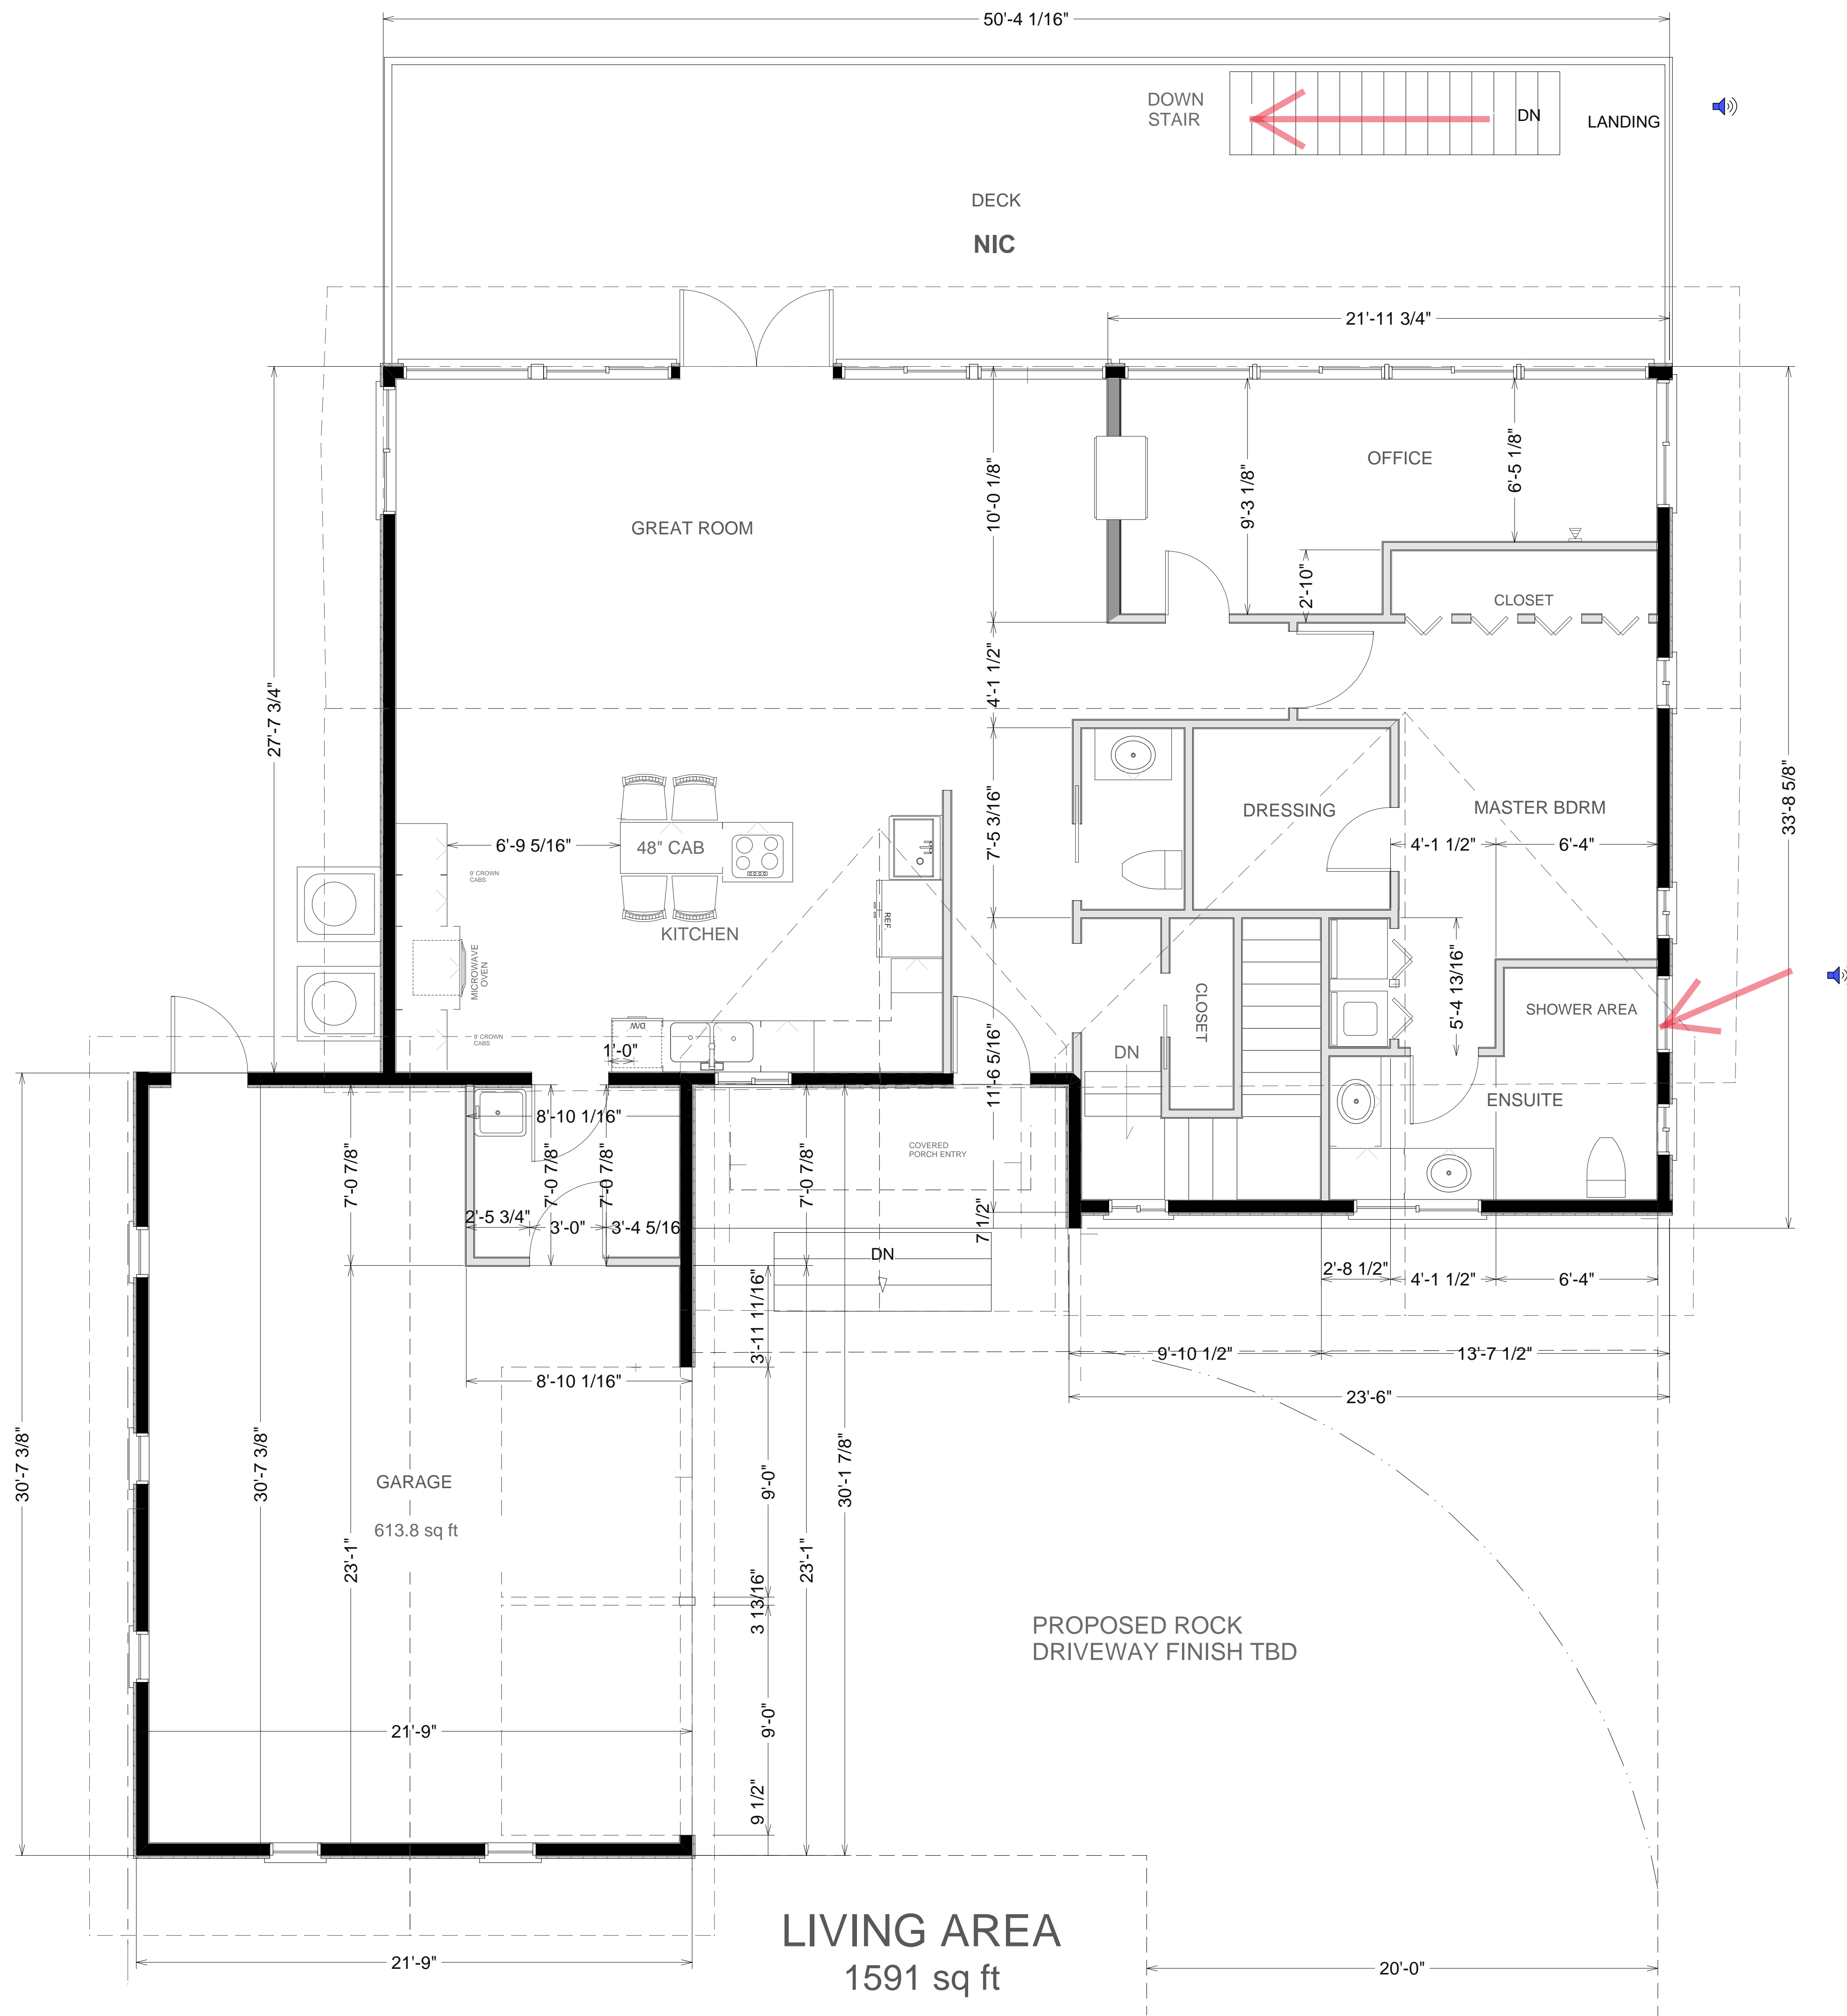 50'-4 1/16"
DOWN
STAIR
DN
LANDING
DECK
NIC
21'-11 3/4"
OFFICE
10'-0 1/8"
9'-3 1/8"
6'-5 1/8"
GREAT ROOM
2'-10"
CLOSET
4'-1 1/2"
27'-7 3/4"
33'-8 5/8"
7'-5 3/16"
DRESSING
MASTER BDRM
6'-9 5/16"
48" CAB
4'-1 1/2"
6'-4"
9' CROWN
CABS
KITCHEN
REF.
MICROWAVE
OVEN
5'-4 13/16"
CLOSET
SHOWER AREA
9' CROWN
CABS
D/W
1'-0"
DN
11'-6 5/16"
ENSUITE
8'-10 1/16"
COVERED
PORCH ENTRY
7'-0 7/8"
7'-0 7/8"
7'-0 7/8"
7'-0 7/8"
2'-5 3/4"
3'-0"
3'-4 5/16
7 1/2"
DN
2'-8 1/2"
4'-1 1/2"
6'-4"
3'-11 11/16"
9'-10 1/2"
13'-7 1/2"
8'-10 1/16"
23'-6"
30'-7 3/8"
30'-7 3/8"
GARAGE
613.8 sq ft
9'-0"
30'-1 7/8"
23'-1"
23'-1"
3 13/16"
PROPOSED ROCK
DRIVEWAY FINISH TBD
21'-9"
9'-0"
9 1/2"
LIVING AREA
1591 sq ft
21'-9"
20'-0"